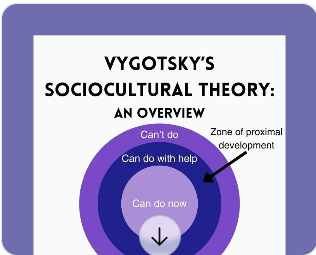 VYGOTSKY'S
SOCIOCULTURAL THEORY:
AN OVERVIEW
Can't do
Zone of proximal
development
Can do with help
Can do now